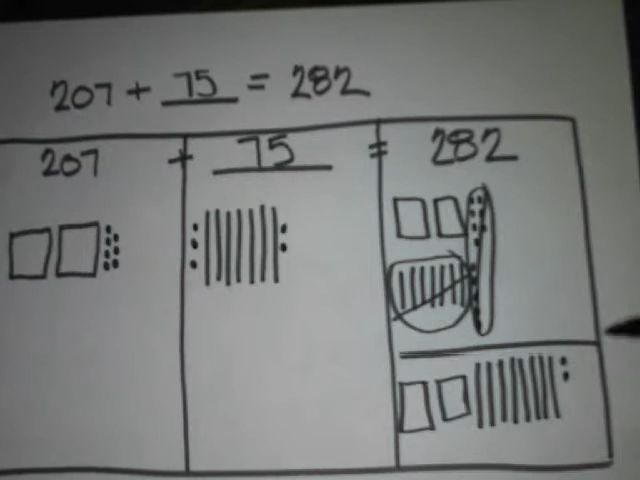 207 + 75 = 282
207 + 75 = 282